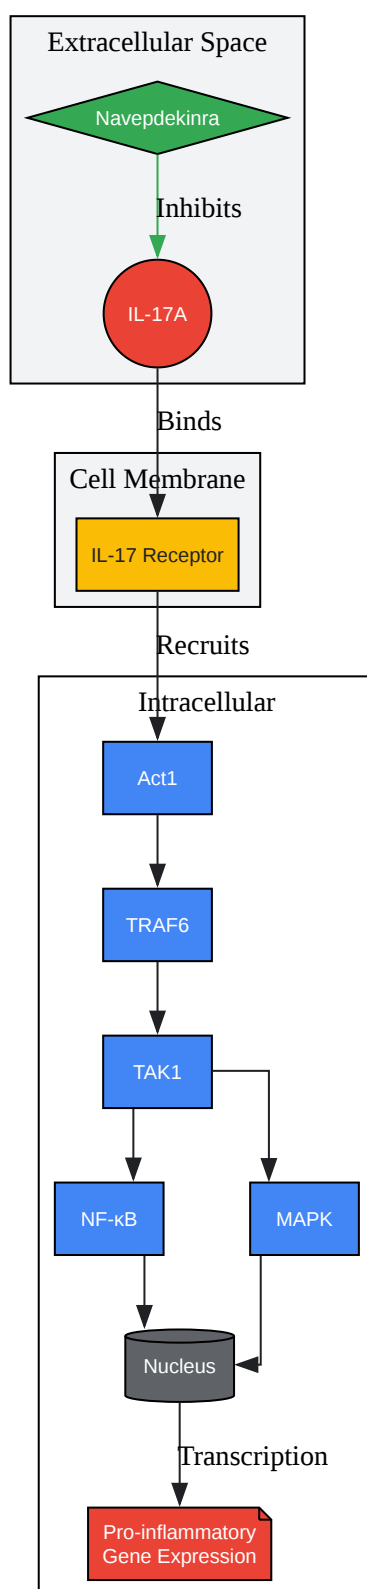 Extracellular Space
Navepdekinra
Inhibits
IL-17A
Binds
Cell Membrane
IL-17 Receptor
Recruits
Intracellular
Act1
TRAF6
TAK1
NF-κB
MAPK
Nucleus
Transcription
Pro-inflammatory
Gene Expression